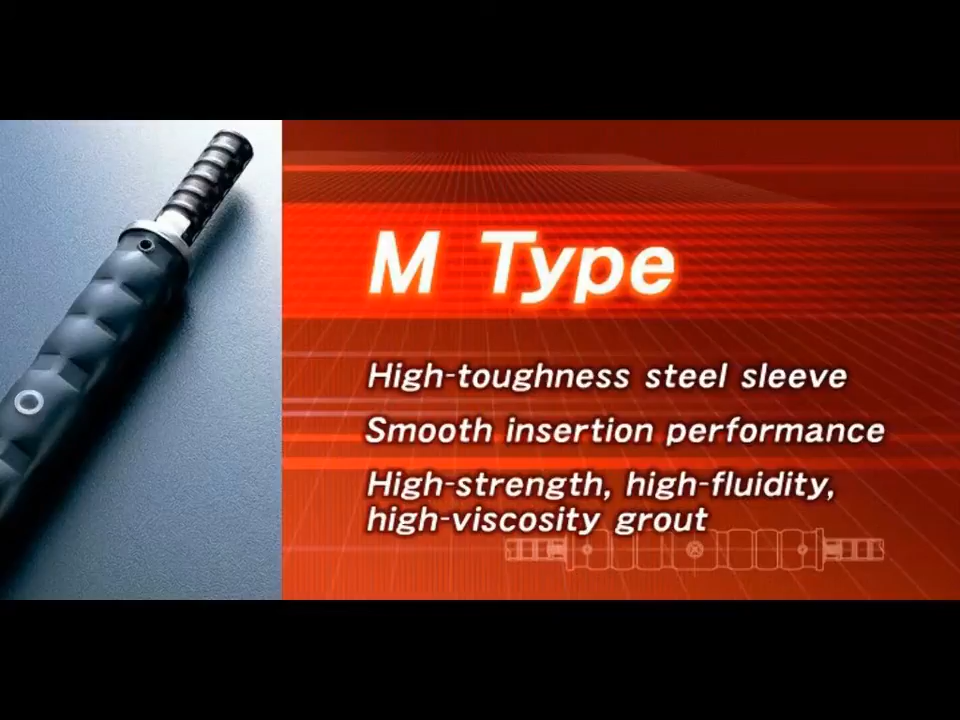 M Type
High-toughness steel sleeve
Smooth insertion performance
High-strength, high-fluidity,
high-viscosity grout